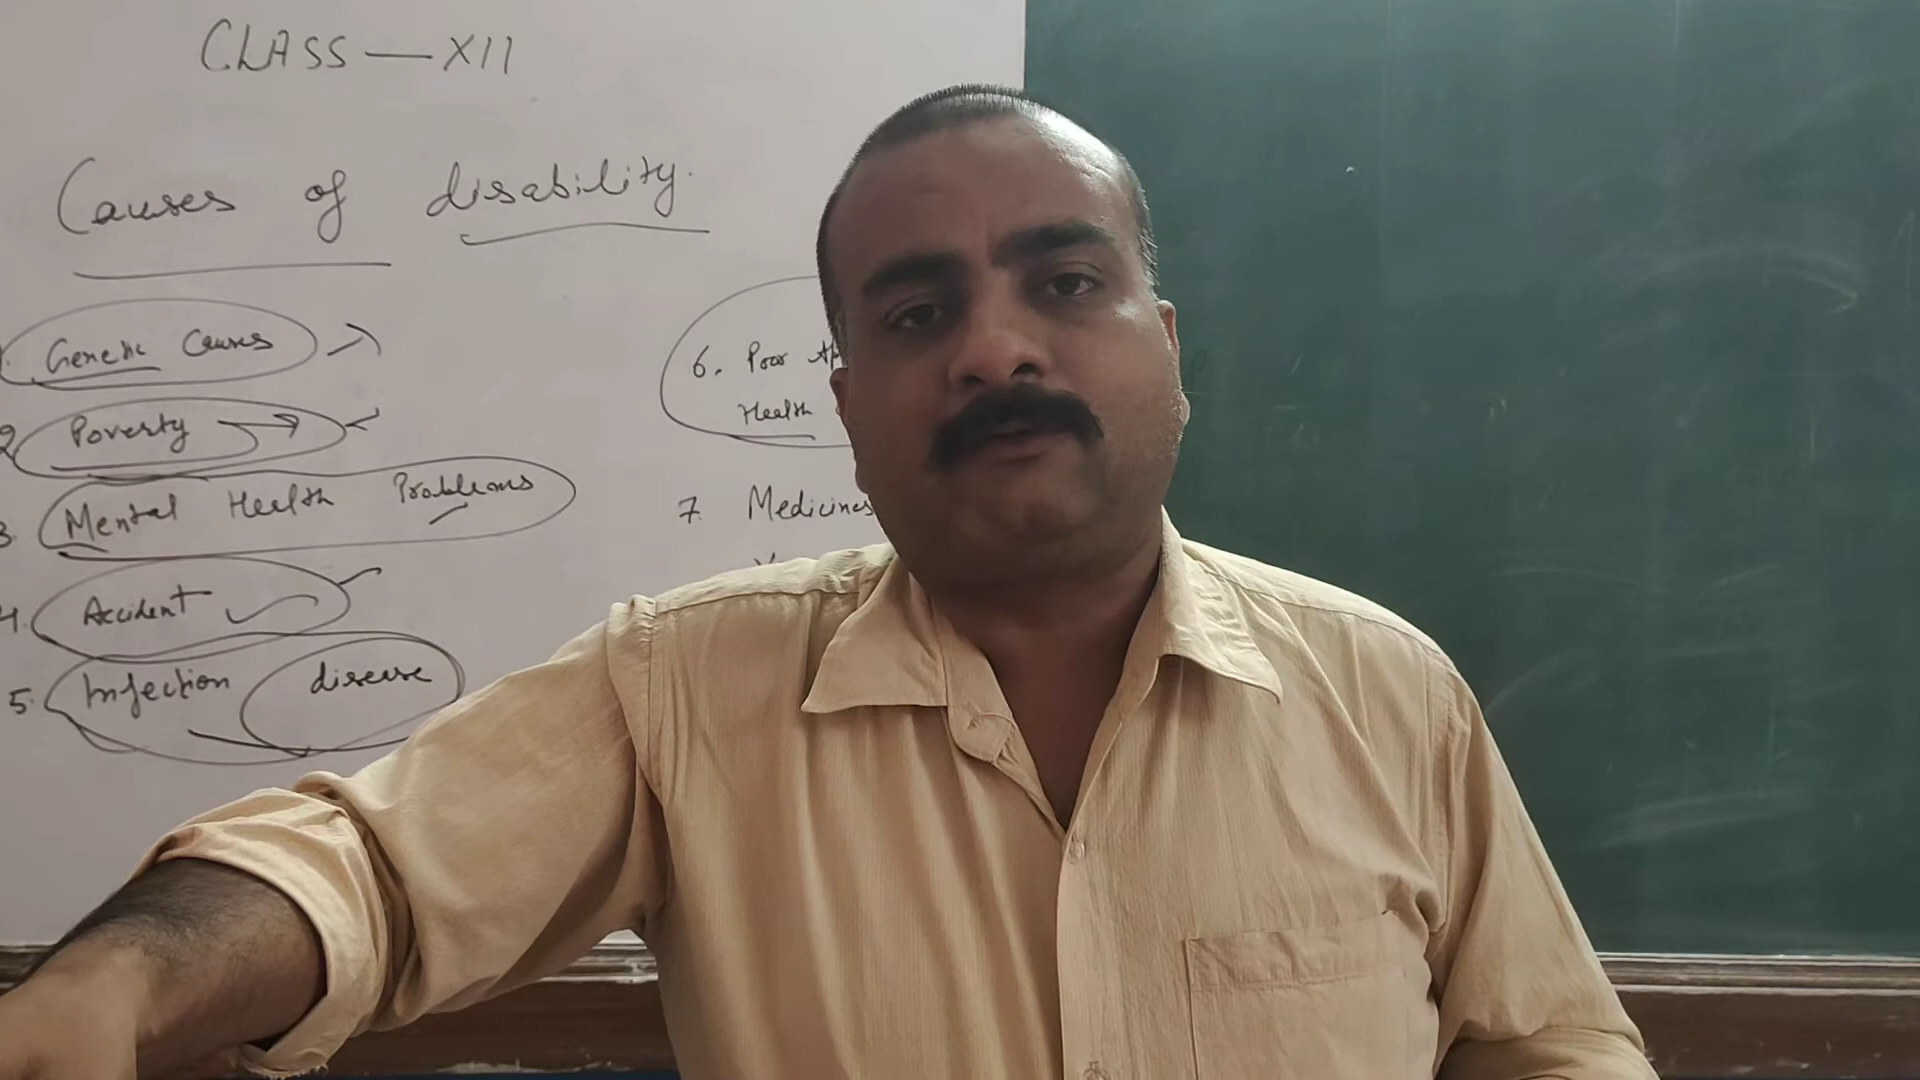 CLASS — XII
Causes of disability.
Genetic Causes
2 Poverty
3. Mental Health Problems
4. Accident
5. Infection disease
6. Poor
Health
7. Medicines